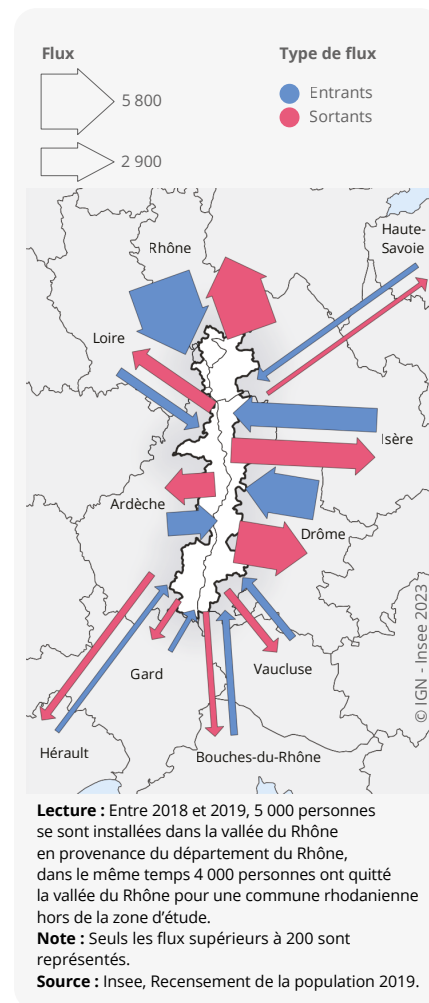 Flux
Type de flux
5 800
Entrants
Sortants
2 900
Haute-
Savoie
Rhône
Loire
Isère
Ardèche
Drôme
Gard
Vaucluse
Hérault
Bouches-du-Rhône
© IGN - Insee 2023
Lecture : Entre 2018 et 2019, 5 000 personnes
se sont installées dans la vallée du Rhône
en provenance du département du Rhône,
dans le même temps 4 000 personnes ont quitté
la vallée du Rhône pour une commune rhodanienne
hors de la zone d’étude.
Note : Seuls les flux supérieurs à 200 sont
représentés.
Source : Insee, Recensement de la population 2019.